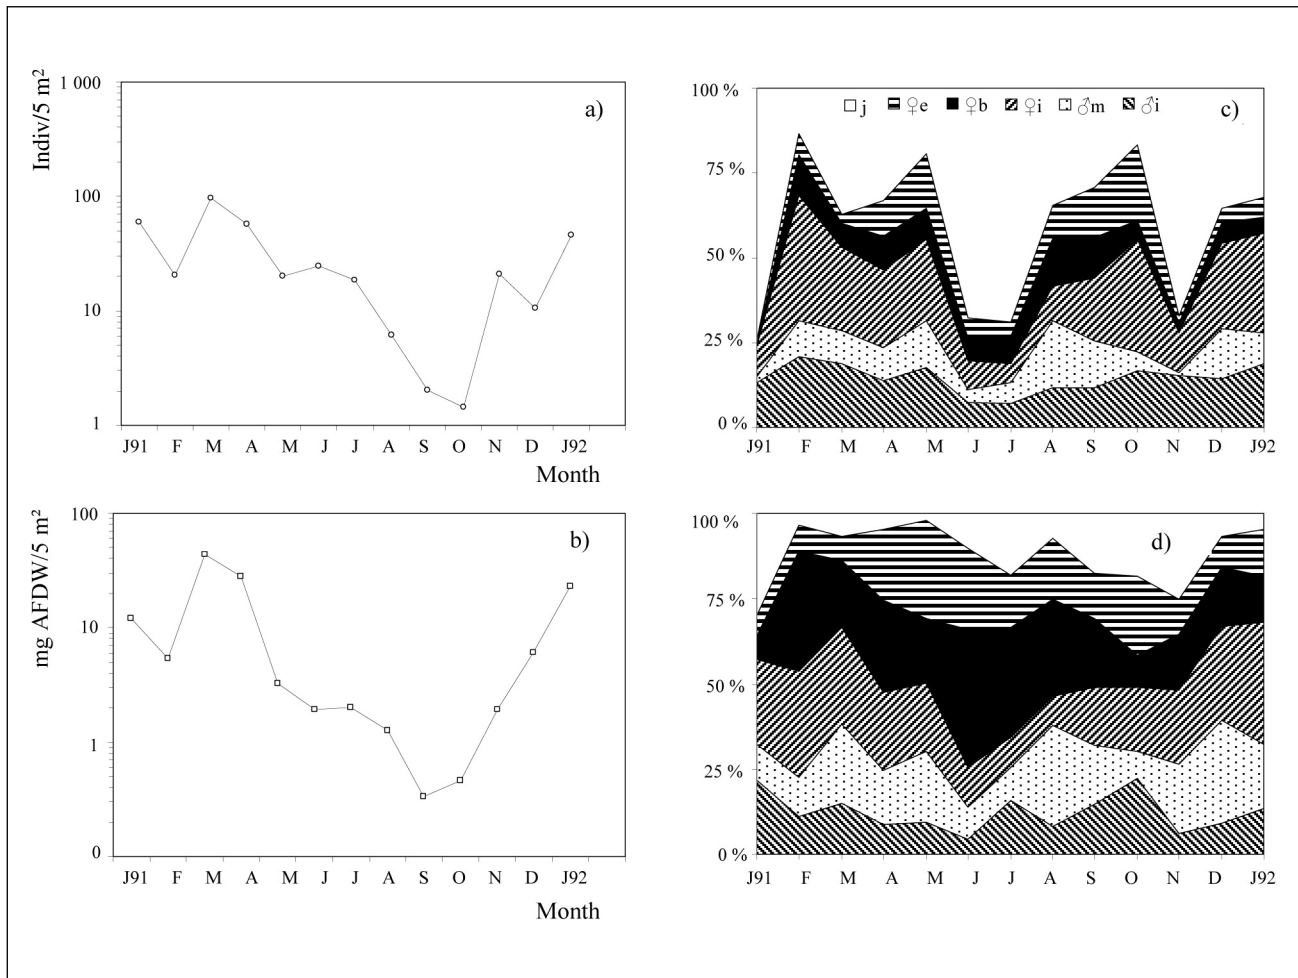 a)
Indiv/5 m²
1 000
100
10
1
J91 F M A M J J A S O N D J92
Month
b)
mg AFDW/5 m²
100
10
1
0
J91 F M A M J J A S O N D J92
Month
c)
j ♀e ♀b ♀i ♂m ♂i
100 %
75 %
50 %
25 %
0 %
J91 F M A M J J A S O N D J92
d)
100 %
75 %
50 %
25 %
0 %
J91 F M A M J J A S O N D J92